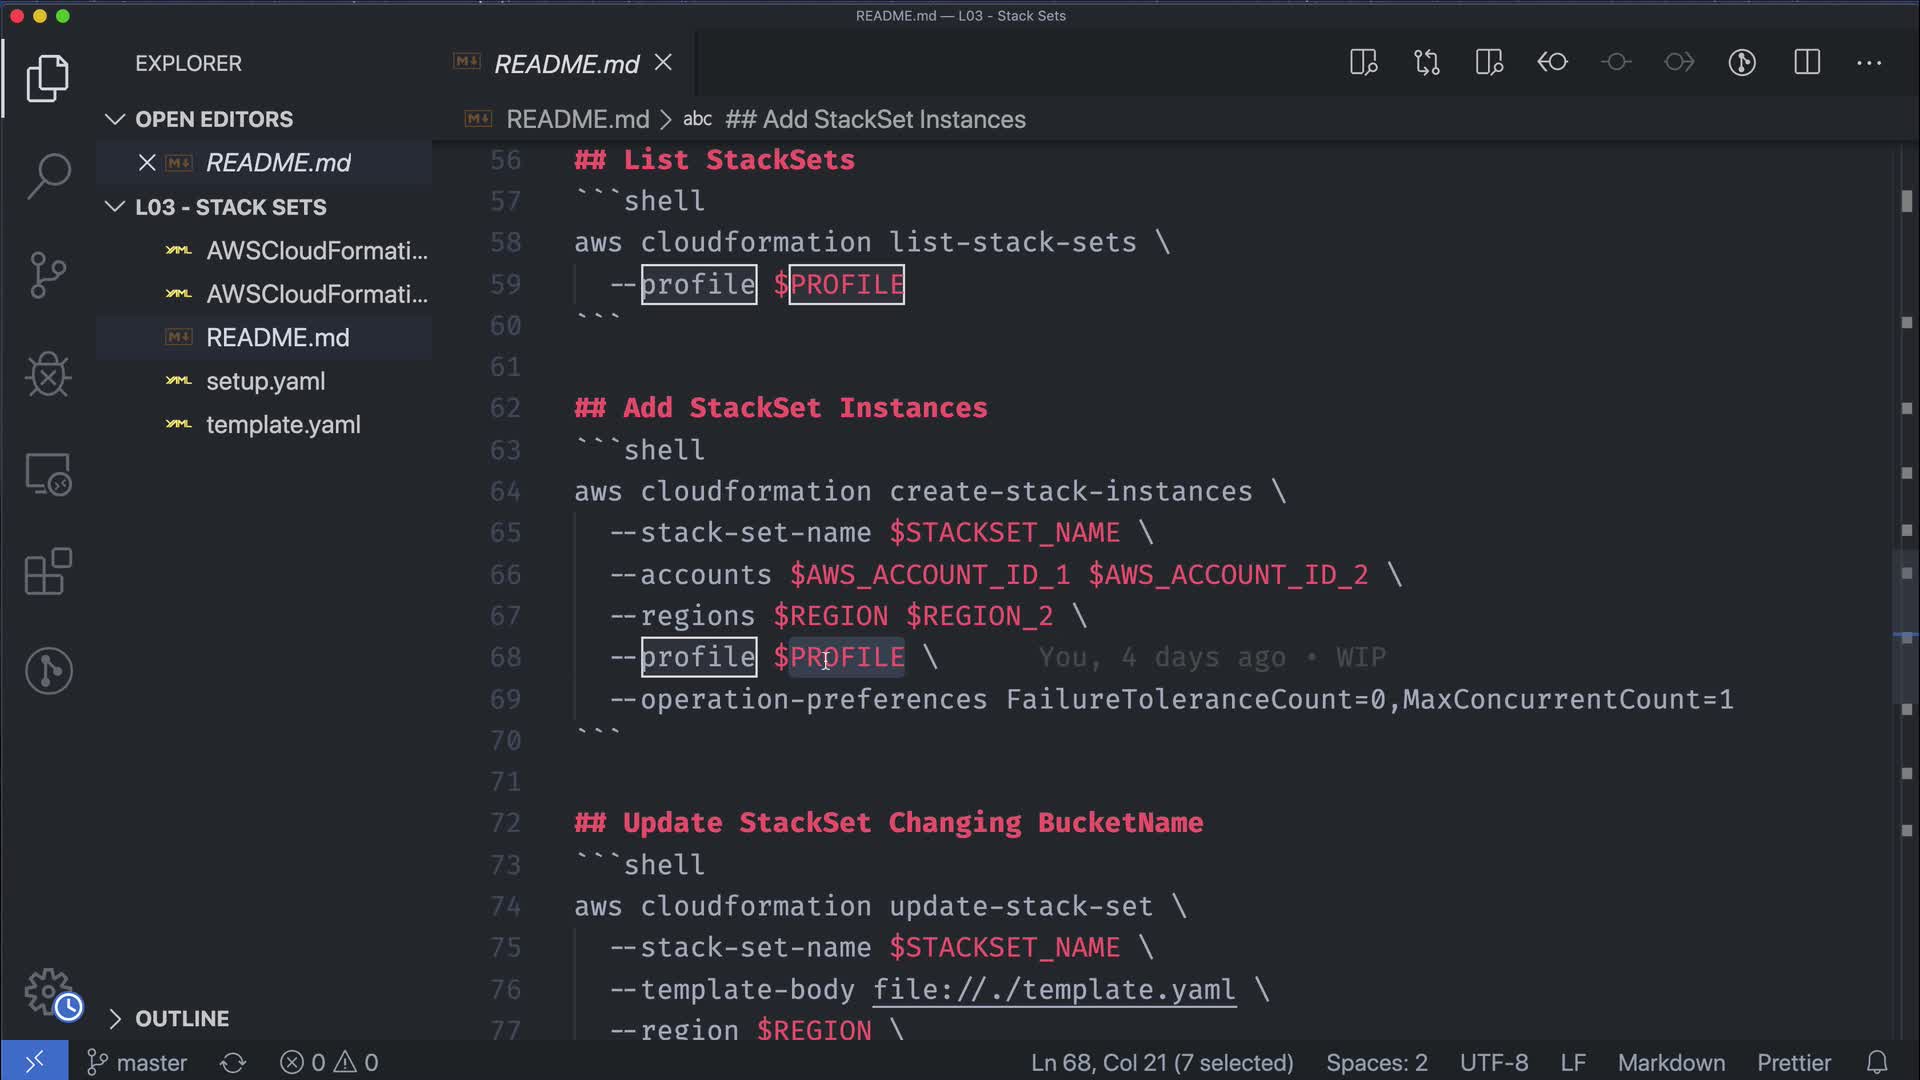 README.md — L03 - Stack Sets
EXPLORER
OPEN EDITORS
README.md
L03 - STACK SETS
AWSCloudFormati...
AWSCloudFormati...
README.md
setup.yaml
template.yaml
OUTLINE
README.md
README.md > abc ## Add StackSet Instances
56 ## List StackSets
57 ```shell
58 aws cloudformation list-stack-sets \
59 --profile $PROFILE
60 ```
61
62 ## Add StackSet Instances
63 ```shell
64 aws cloudformation create-stack-instances \
65 --stack-set-name $STACKSET_NAME \
66 --accounts $AWS_ACCOUNT_ID_1 $AWS_ACCOUNT_ID_2 \
67 --regions $REGION $REGION_2 \
68 --profile $PROFILE \ You, 4 days ago • WIP
69 --operation-preferences FailureToleranceCount=0,MaxConcurrentCount=1
70 ```
71
72 ## Update StackSet Changing BucketName
73 ```shell
74 aws cloudformation update-stack-set \
75 --stack-set-name $STACKSET_NAME \
76 --template-body file://./template.yaml \
77 --region $REGION \
master 0 0 Ln 68, Col 21 (7 selected) Spaces: 2 UTF-8 LF Markdown Prettier